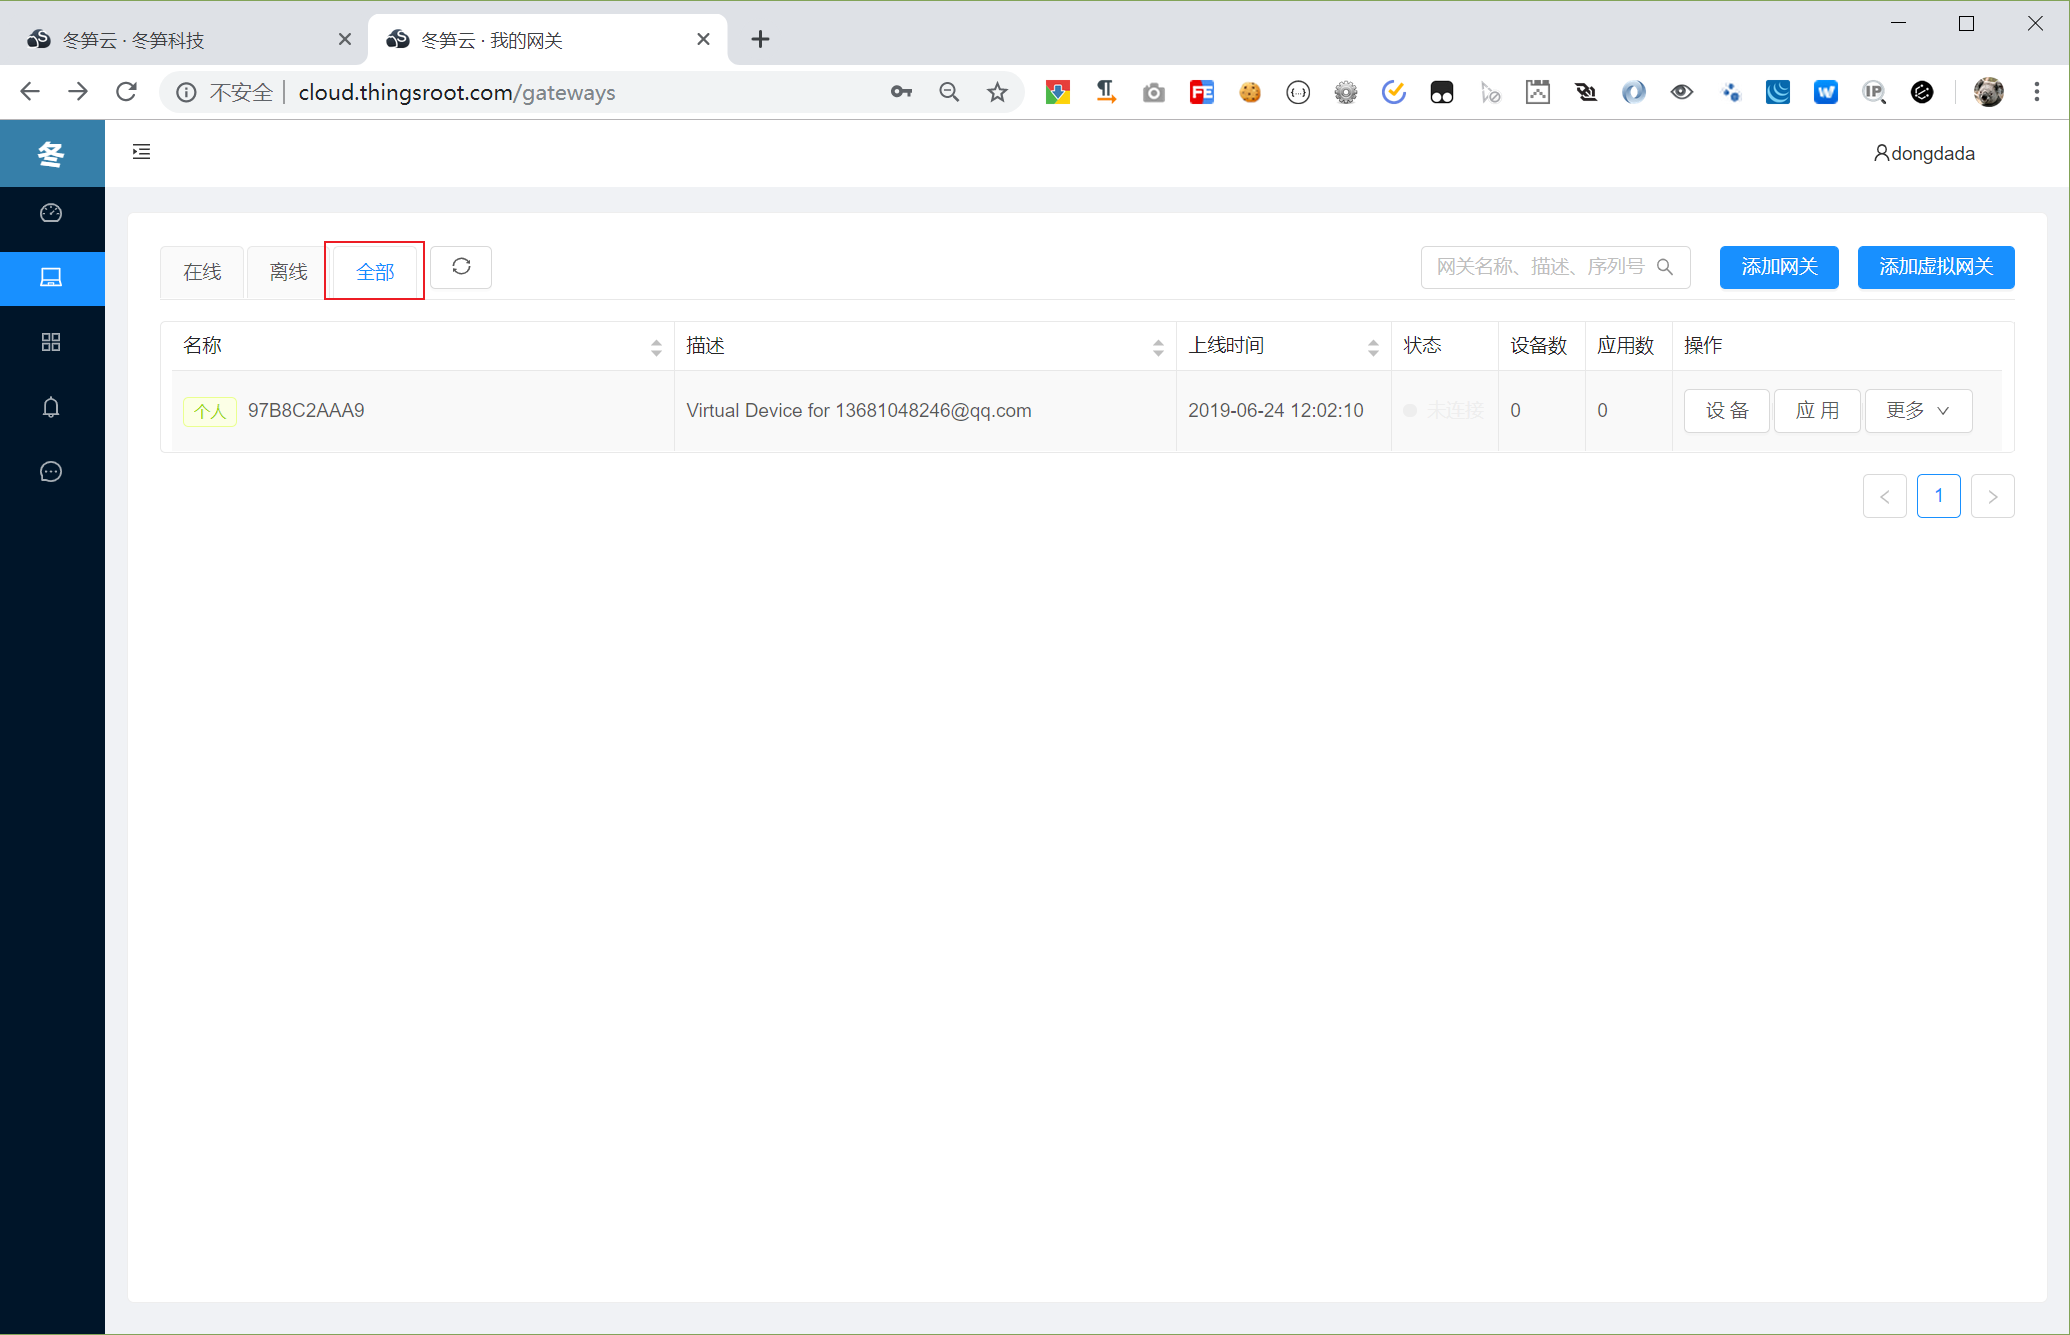 冬笋云 · 冬笋科技
冬笋云 · 我的网关
不安全 cloud.thingsroot.com/gateways
冬
dongdada
在线 离线 全部 网关名称、描述、序列号 添加网关 添加虚拟网关
名称 描述 上线时间 状态 设备数 应用数 操作
个人 97B8C2AAA9 Virtual Device for 13681048246@qq.com 2019-06-24 12:02:10 未连接 0 0 设 备 应 用 更多
1